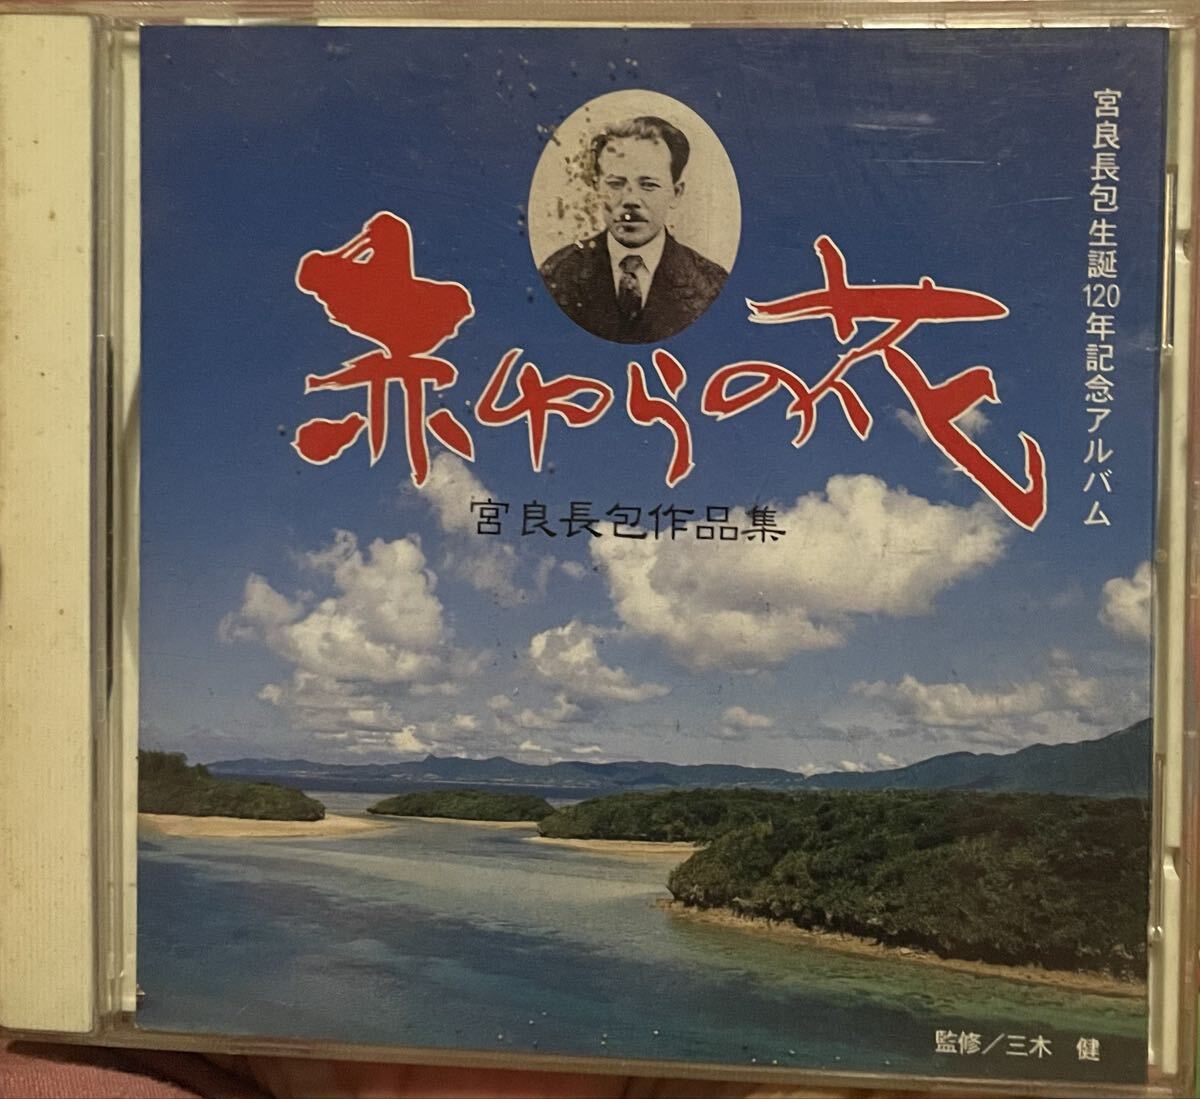 宮良長包生誕120年記念アルバム
赤ゆらの花
宮良長包作品集
監修／三木 健